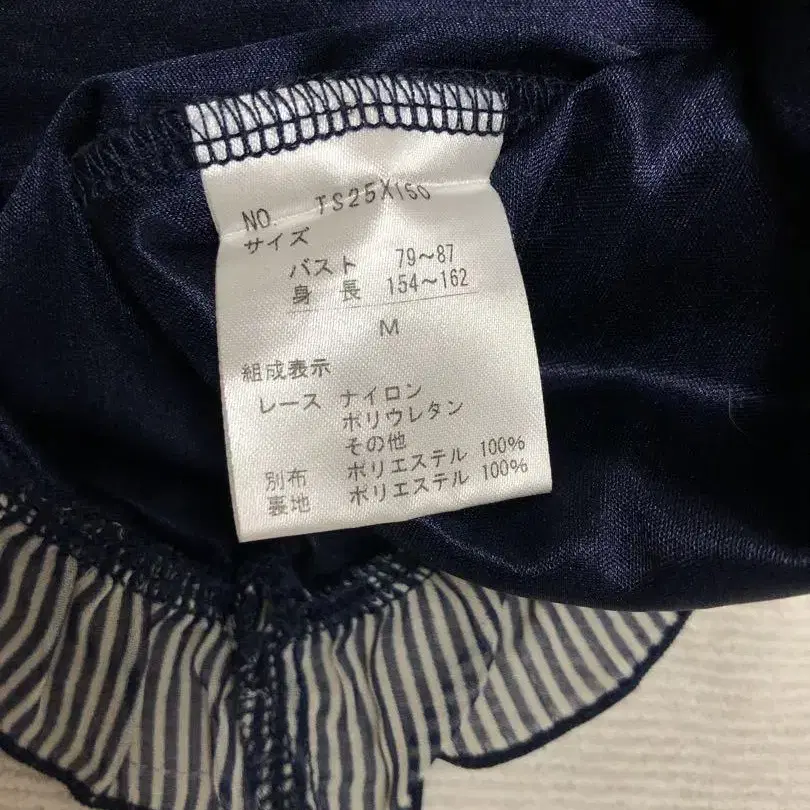 NO. TS25X150
サイズ
バスト 79～87
身長 154～162
M
組成表示
レース ナイロン
ポリウレタン
その他
別布 ポリエステル 100%
裏地 ポリエステル 100%